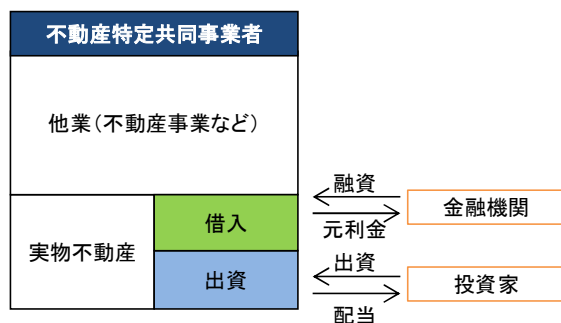 不動産特定共同事業者
他業(不動産事業など)
実物不動産
借入
出資
融資
元利金
金融機関
出資
配当
投資家